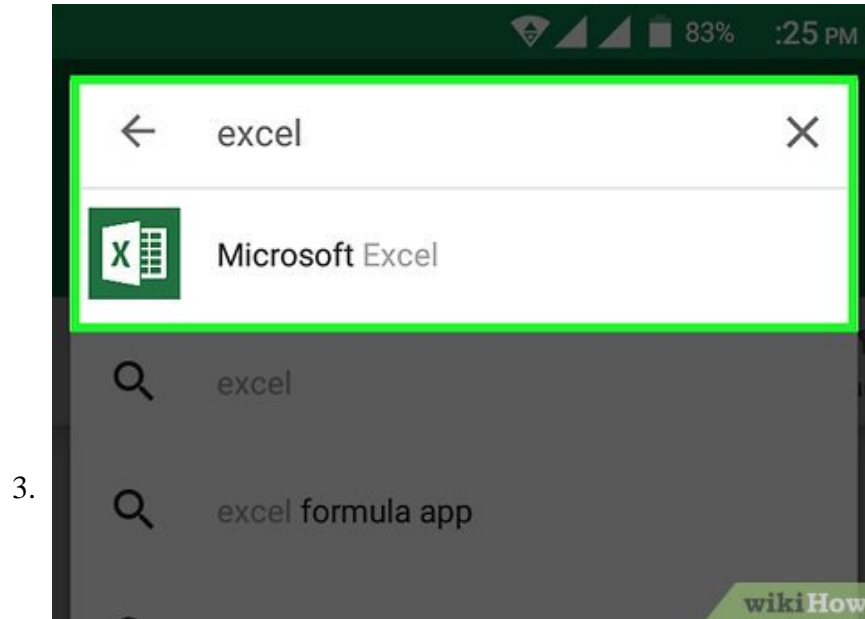 83% :25 PM
excel
Microsoft Excel
excel
3.
excel formula app
wikiHow